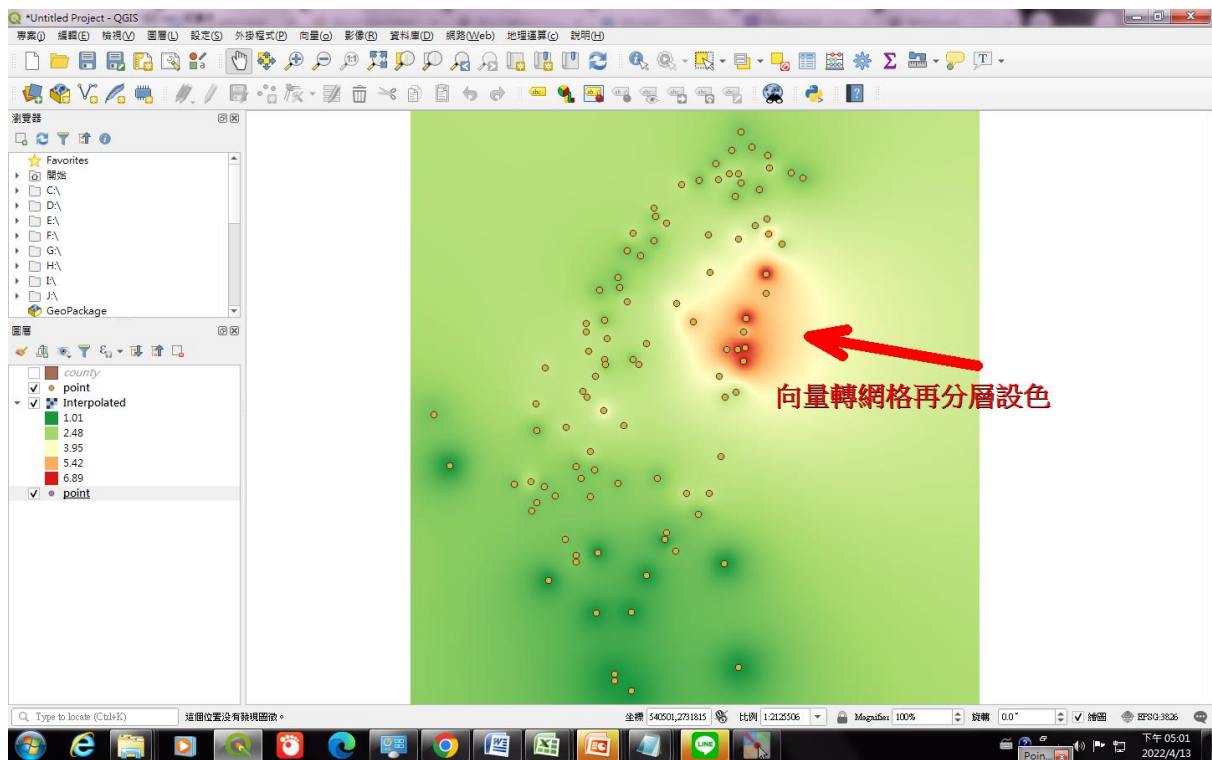 *Untitled Project - QGIS
專案(J) 編輯(E) 檢視(V) 圖層(L) 設定(S) 外掛程式(P) 向量(O) 影像(R) 資料庫(D) 網路(Web) 地理運算(C) 說明(H)
瀏覽器
Favorites
開始
C:\
D:\
E:\
F:\
G:\
H:\
I:\
J:\
GeoPackage
圖層
county
point
Interpolated
1.01
2.48
3.95
5.42
6.89
point
向量轉網格再分層設色
Type to locate (Ctrl+K) 這個位置沒有發現圖徵。 坐標 540501,2731815 比例 1:2125506 Magnifier 100% 旋轉 0.0° 繪圖 EPSG:3826
LINE
Poin...
下午 05:01
2022/4/13